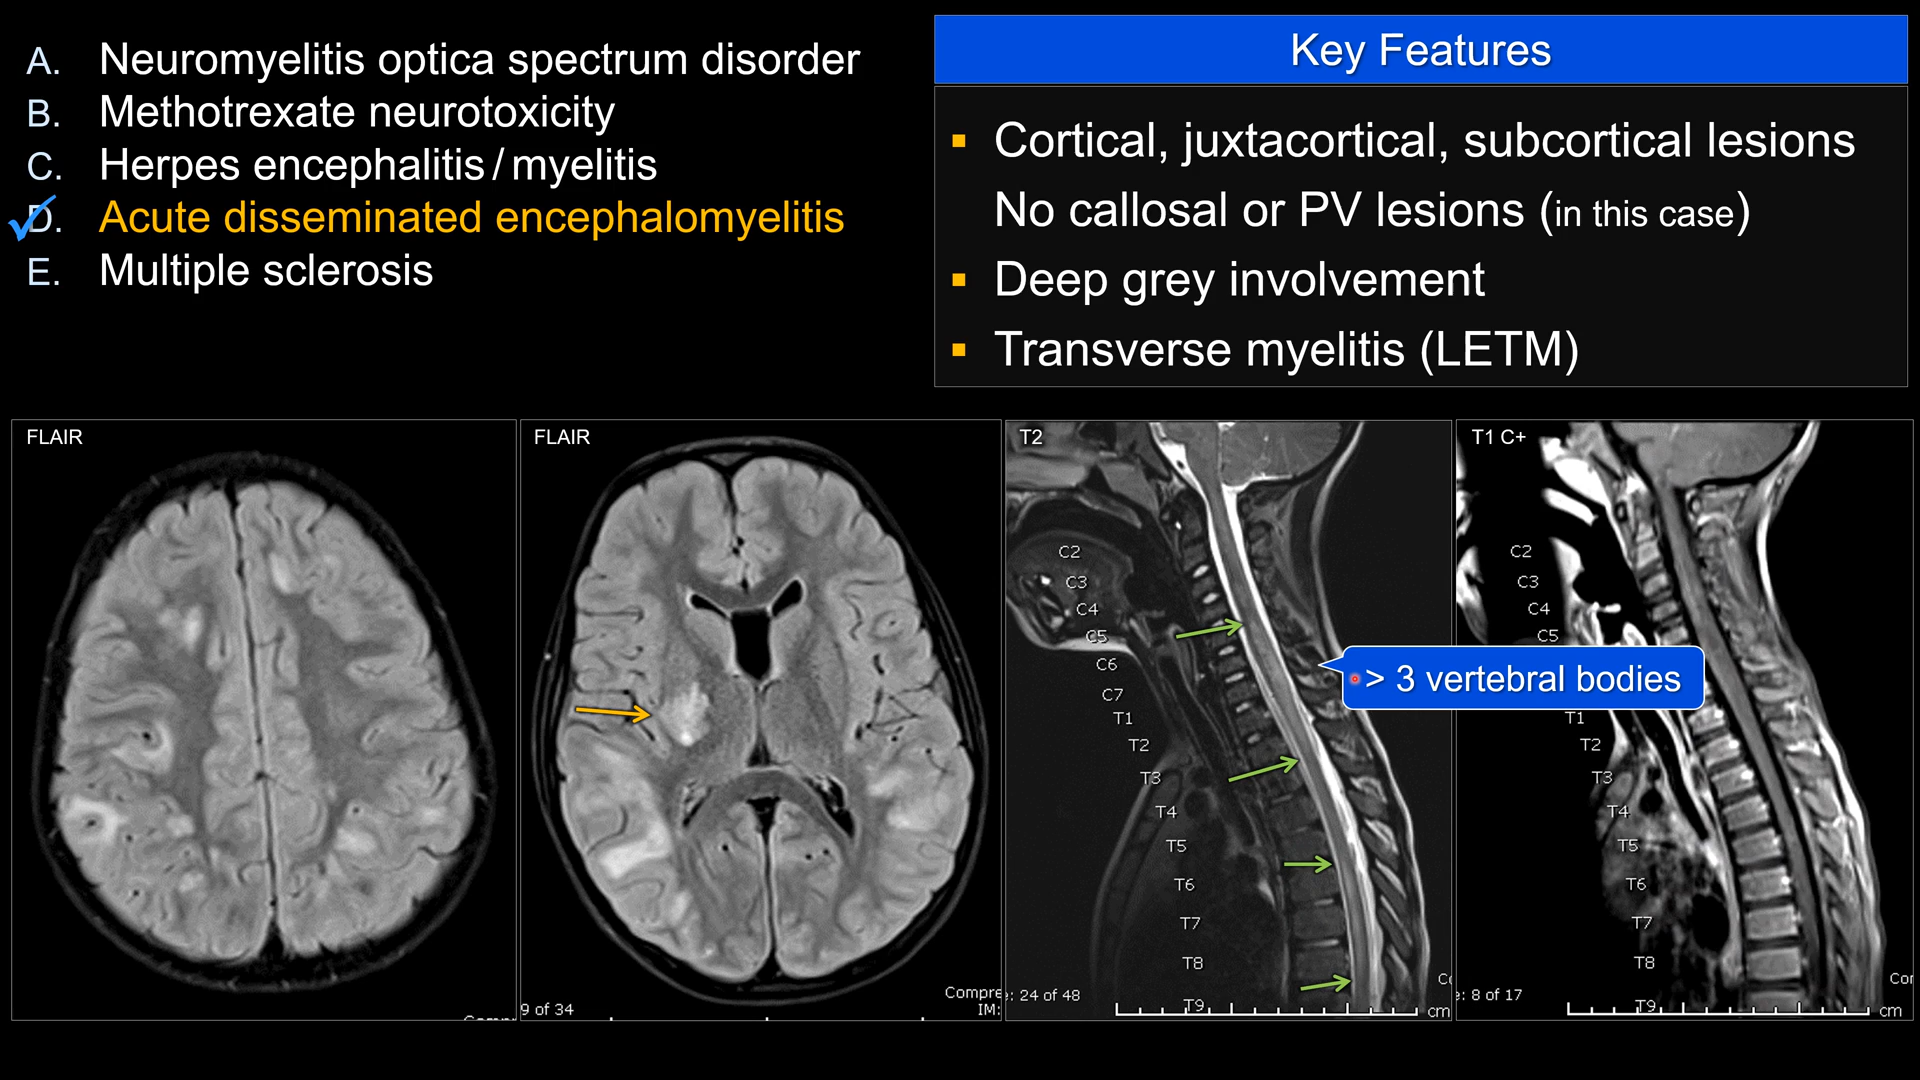 A. Neuromyelitis optica spectrum disorder
B. Methotrexate neurotoxicity
C. Herpes encephalitis / myelitis
D. Acute disseminated encephalomyelitis
E. Multiple sclerosis
Key Features
Cortical, juxtacortical, subcortical lesions
No callosal or PV lesions (in this case)
Deep grey involvement
Transverse myelitis (LETM)
FLAIR
FLAIR
9 of 34
Compre
IM:
T2
C2
C3
C4
C5
C6
C7
T1
T2
T3
T4
T5
T6
T7
T8
T9
: 24 of 48
Co
cm
> 3 vertebral bodies
T1 C+
C2
C3
C4
C5
T1
T2
T3
T4
T5
T6
T7
T8
T9
: 8 of 17
Cor
cm